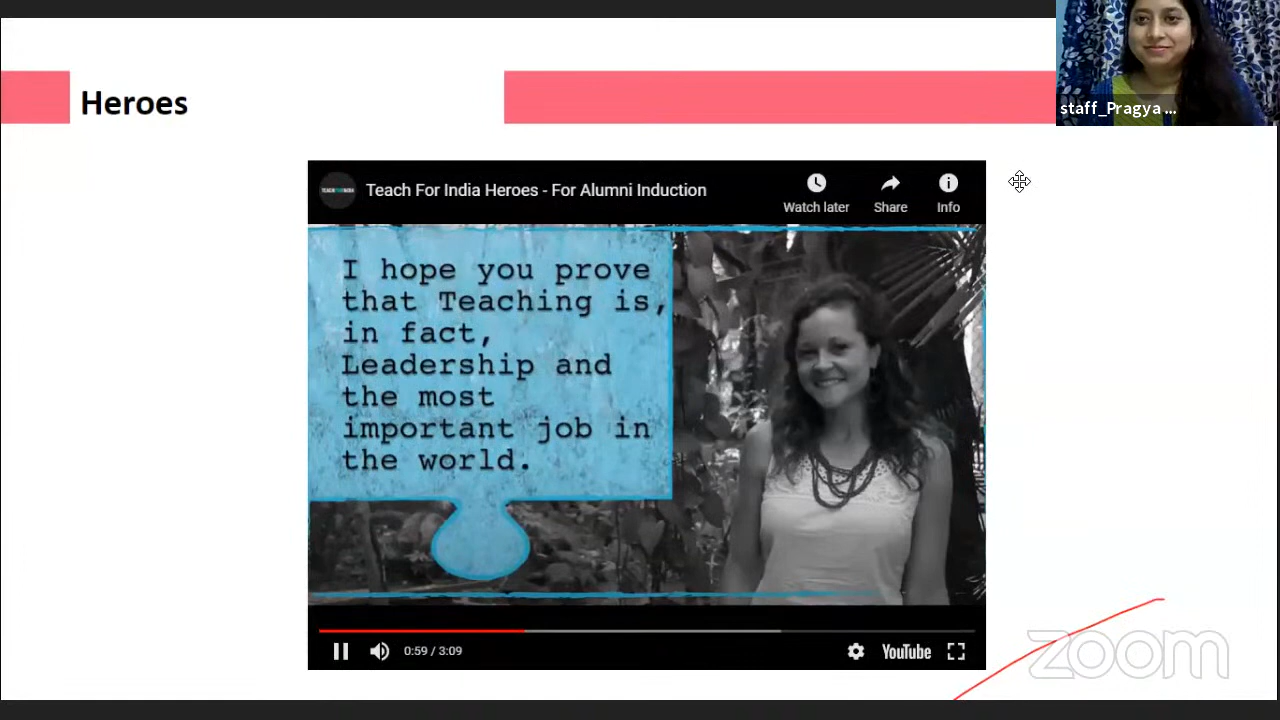 staff_Pragya ...
Heroes
TEACHFORINDIA
Teach For India Heroes - For Alumni Induction
Watch later
Share
Info
I hope you prove
that Teaching is,
in fact,
Leadership and
the most
important job in
the world.
0:59 / 3:09
YouTube
zoom